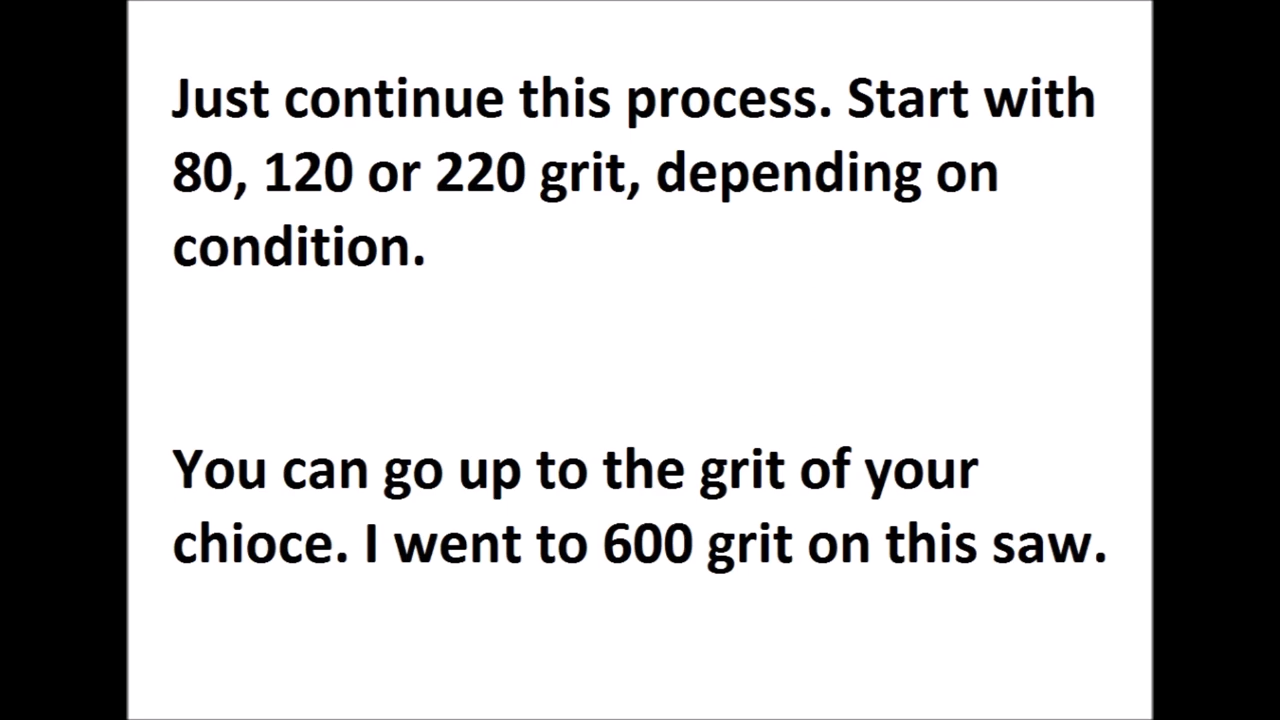 Just continue this process. Start with
80, 120 or 220 grit, depending on
condition.
You can go up to the grit of your
chioce. I went to 600 grit on this saw.